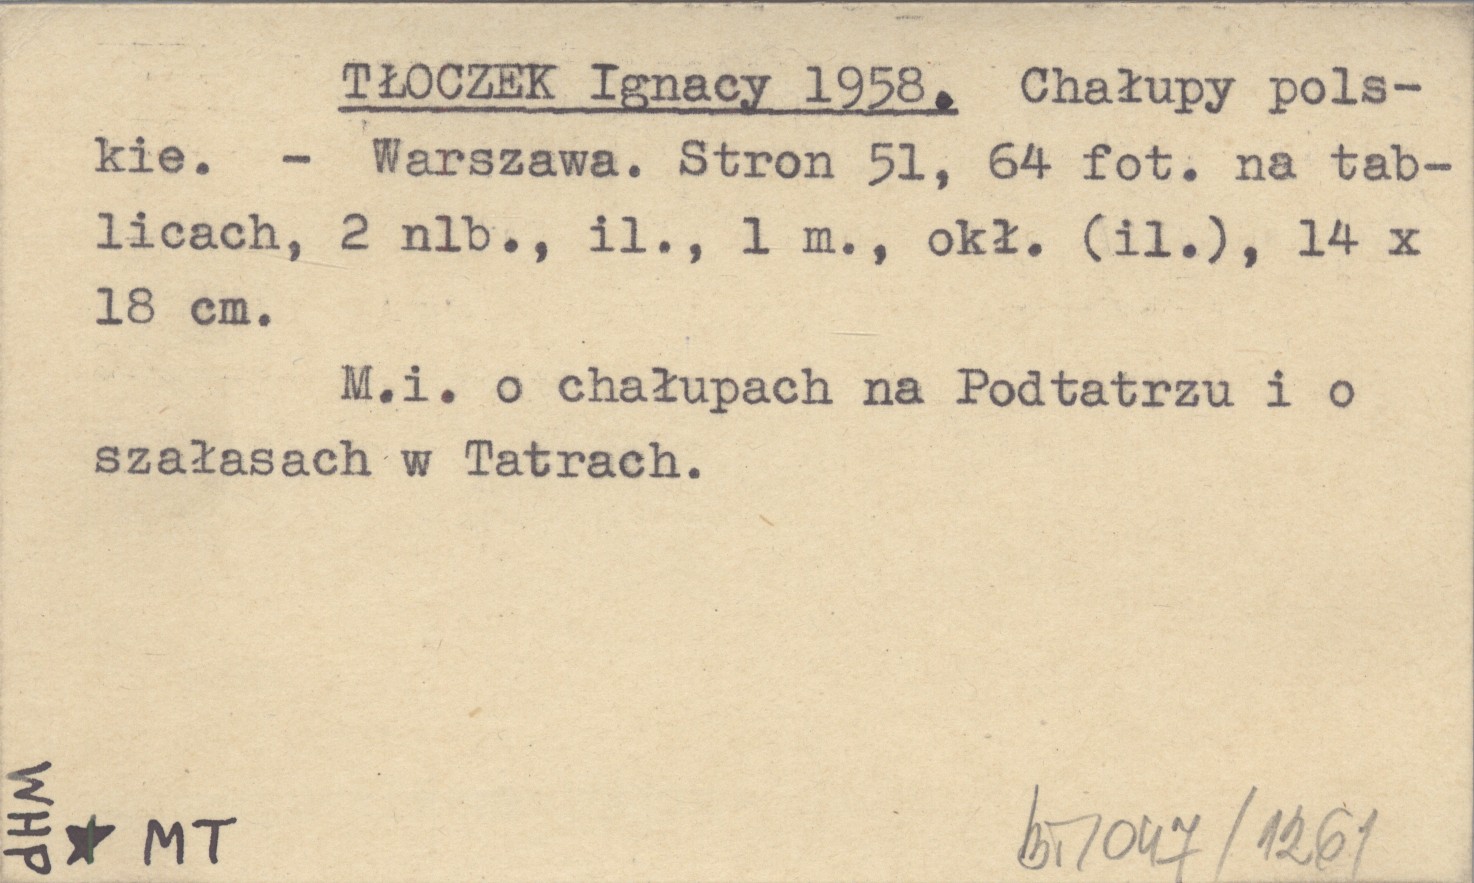 TŁOCZEK Ignacy 1958. Chałupy pols-
kie. - Warszawa. Stron 51, 64 fot. na tab-
licach, 2 nlb., il., 1 m., okł. (il.), 14 x
18 cm.
M.i. o chałupach na Podtatrzu i o
szałasach w Tatrach.
WHP
MT
/1261